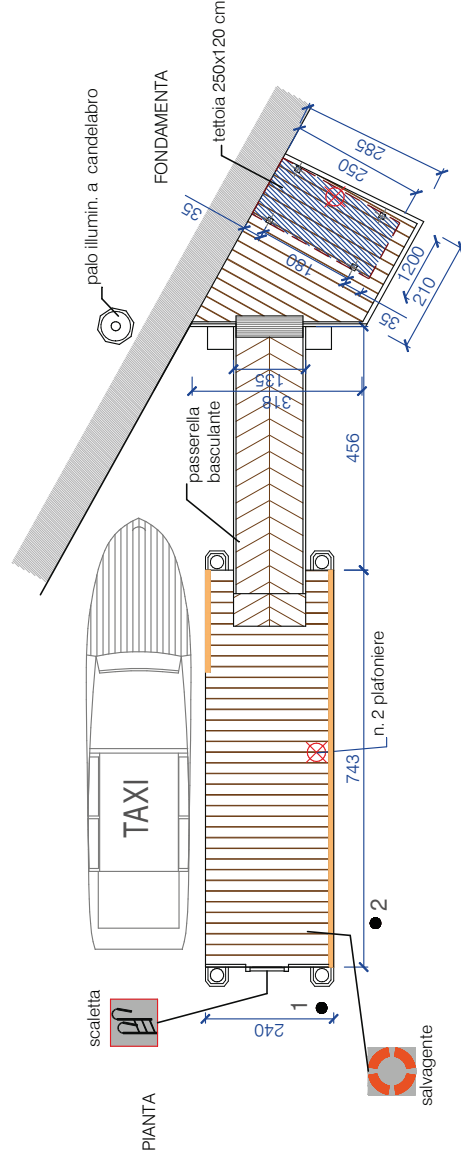 PIANTA
scaletta
TAXI
palo illumin. a candelabro
FONDAMENTA
tettoia 250x120 cm
passerella
basculante
n. 2 plafoniere
salvagente
1
2
240
743
456
318
135
35
180
35
250
285
1200
210